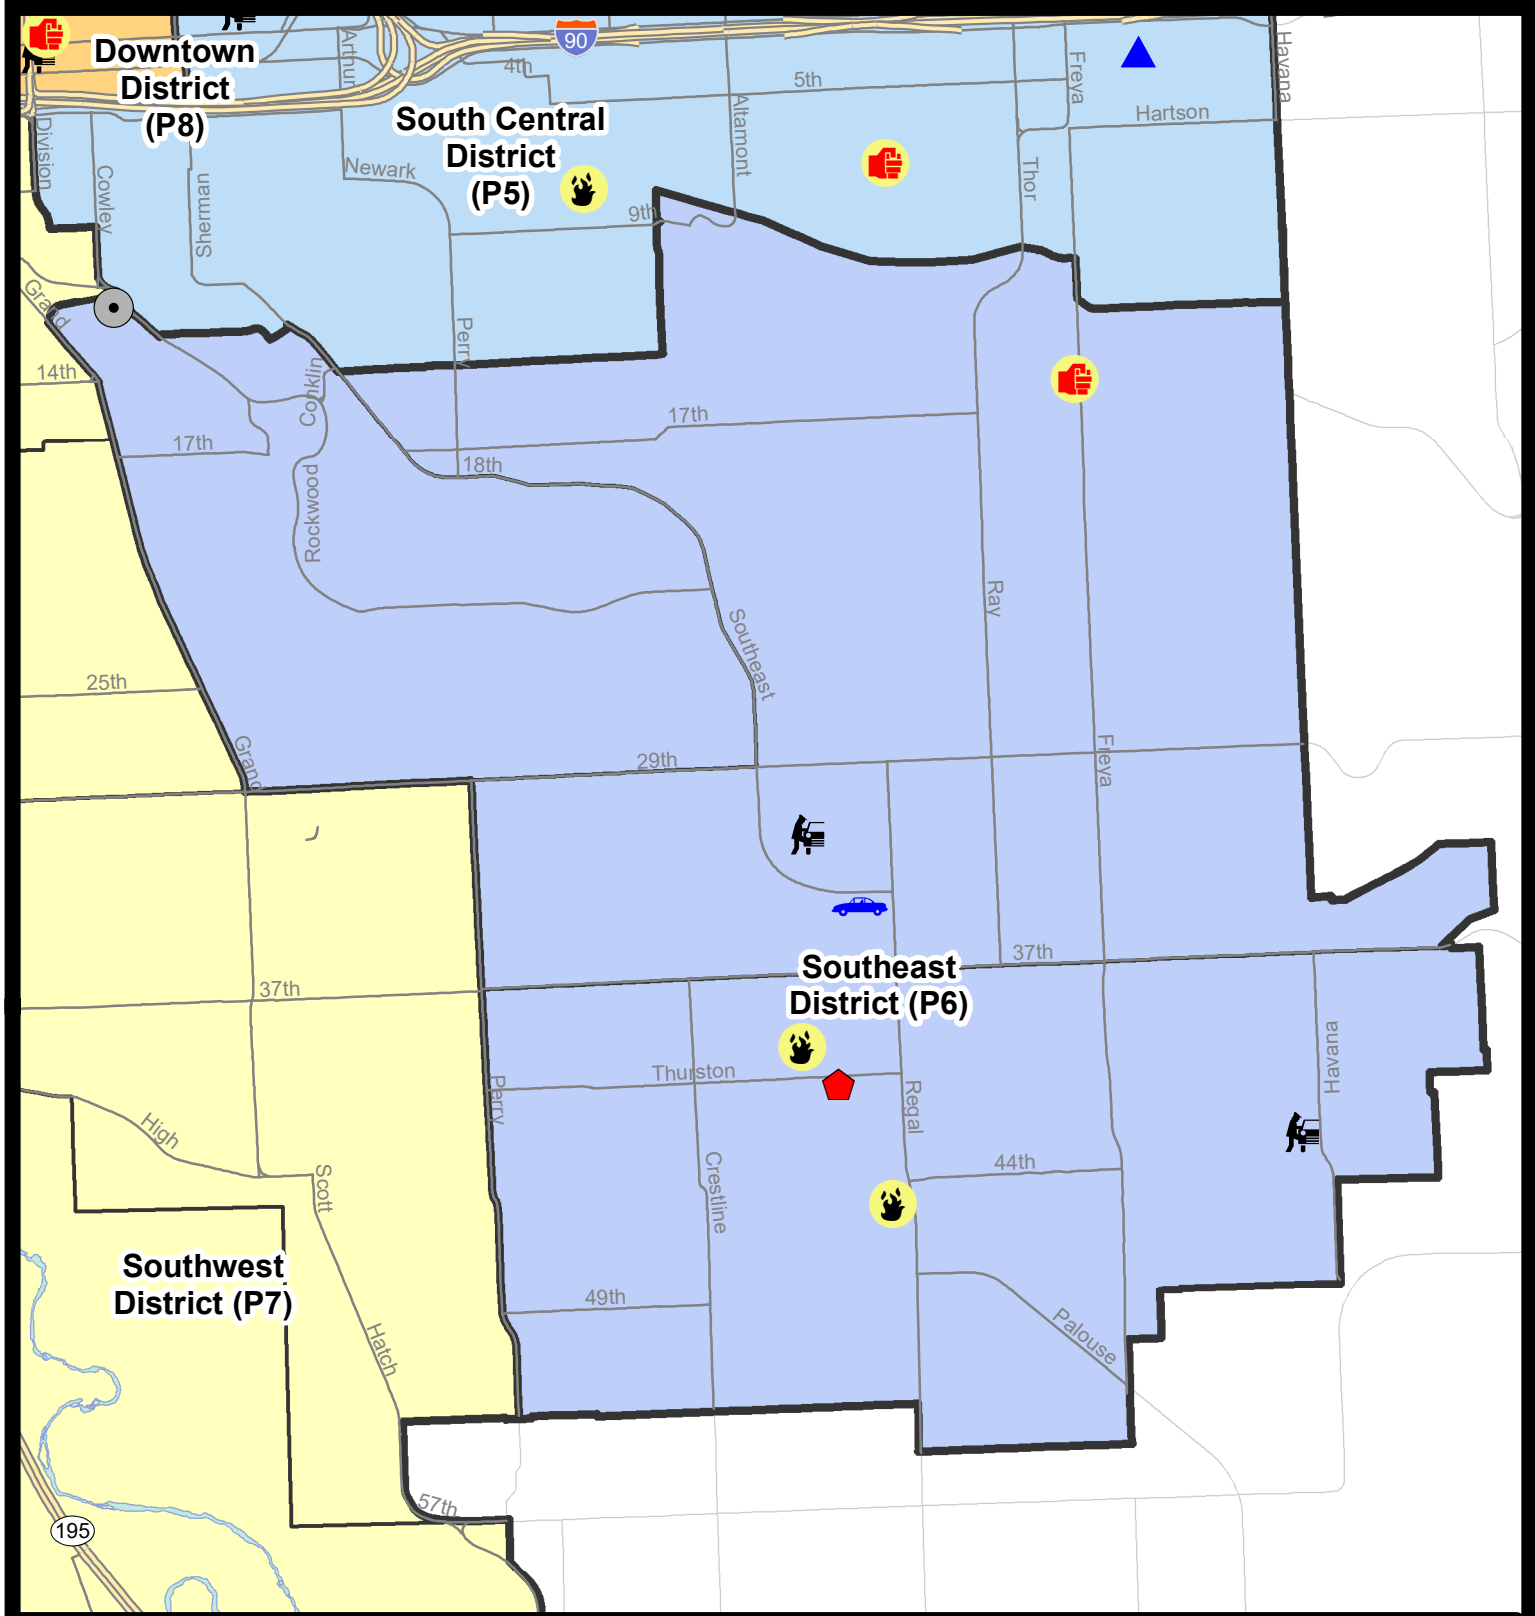 Downtown
District
(P8)
South Central
District
(P5)
Southeast
District (P6)
Southwest
District (P7)
90
195
Arthur
4th
5th
Freya
Havana
Altamont
Hartson
Division
Cowley
Sherman
Newark
9th
Thor
Grand
14th
Perry
Conklin
17th
17th
18th
Rockwood
Ray
Southeast
25th
Grand
29th
Freya
37th
37th
Thurston
Perry
Regal
Havana
High
Scott
Crestline
44th
49th
Hatch
Palouse
57th